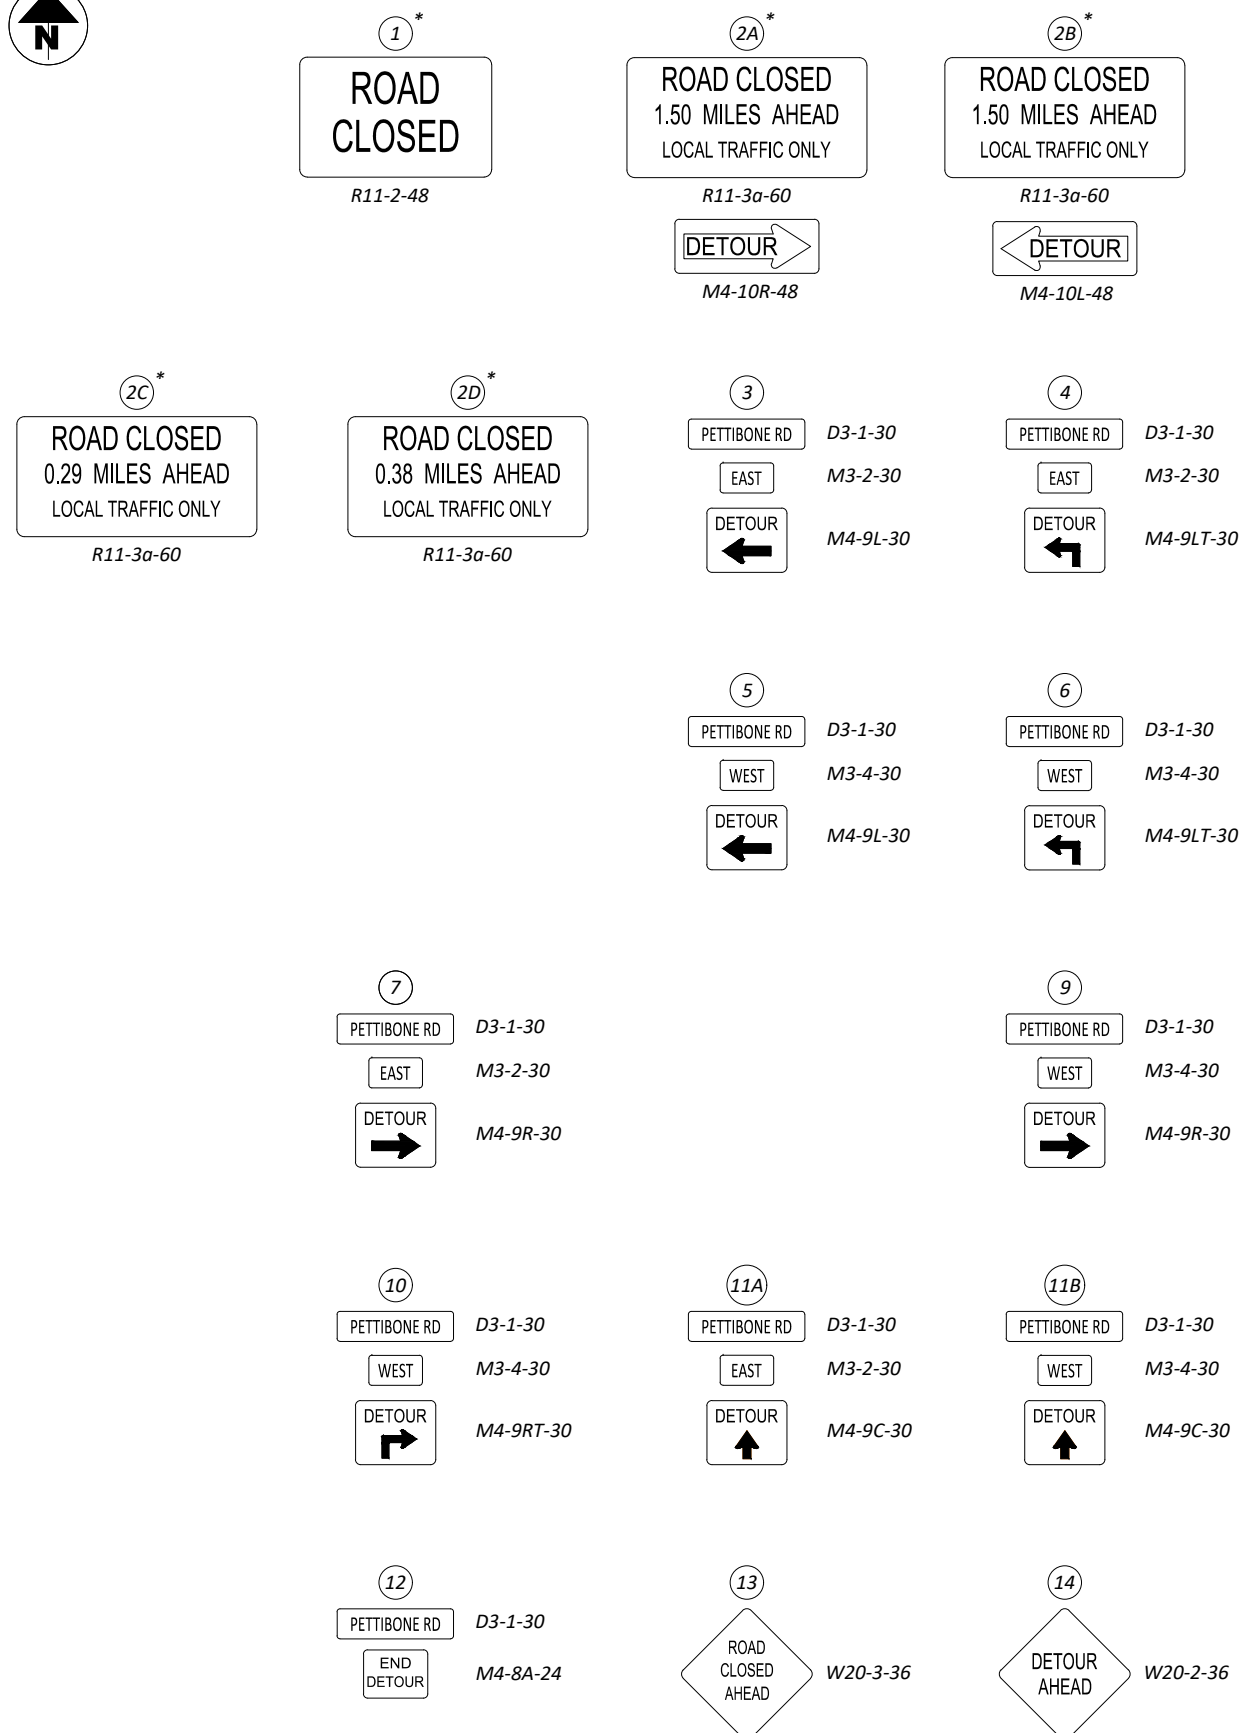 N
1 *
ROAD
CLOSED
R11-2-48
2A *
ROAD CLOSED
1.50 MILES AHEAD
LOCAL TRAFFIC ONLY
R11-3a-60
DETOUR
M4-10R-48
2B *
ROAD CLOSED
1.50 MILES AHEAD
LOCAL TRAFFIC ONLY
R11-3a-60
DETOUR
M4-10L-48
2C *
ROAD CLOSED
0.29 MILES AHEAD
LOCAL TRAFFIC ONLY
R11-3a-60
2D *
ROAD CLOSED
0.38 MILES AHEAD
LOCAL TRAFFIC ONLY
R11-3a-60
3
PETTIBONE RD D3-1-30
EAST M3-2-30
DETOUR
M4-9L-30
4
PETTIBONE RD D3-1-30
EAST M3-2-30
DETOUR
M4-9LT-30
5
PETTIBONE RD D3-1-30
WEST M3-4-30
DETOUR
M4-9L-30
6
PETTIBONE RD D3-1-30
WEST M3-4-30
DETOUR
M4-9LT-30
7
PETTIBONE RD D3-1-30
EAST M3-2-30
DETOUR
M4-9R-30
9
PETTIBONE RD D3-1-30
WEST M3-4-30
DETOUR
M4-9R-30
10
PETTIBONE RD D3-1-30
WEST M3-4-30
DETOUR
M4-9RT-30
11A
PETTIBONE RD D3-1-30
EAST M3-2-30
DETOUR
M4-9C-30
11B
PETTIBONE RD D3-1-30
WEST M3-4-30
DETOUR
M4-9C-30
12
PETTIBONE RD D3-1-30
END
DETOUR
M4-8A-24
13
ROAD
CLOSED
AHEAD
W20-3-36
14
DETOUR
AHEAD
W20-2-36